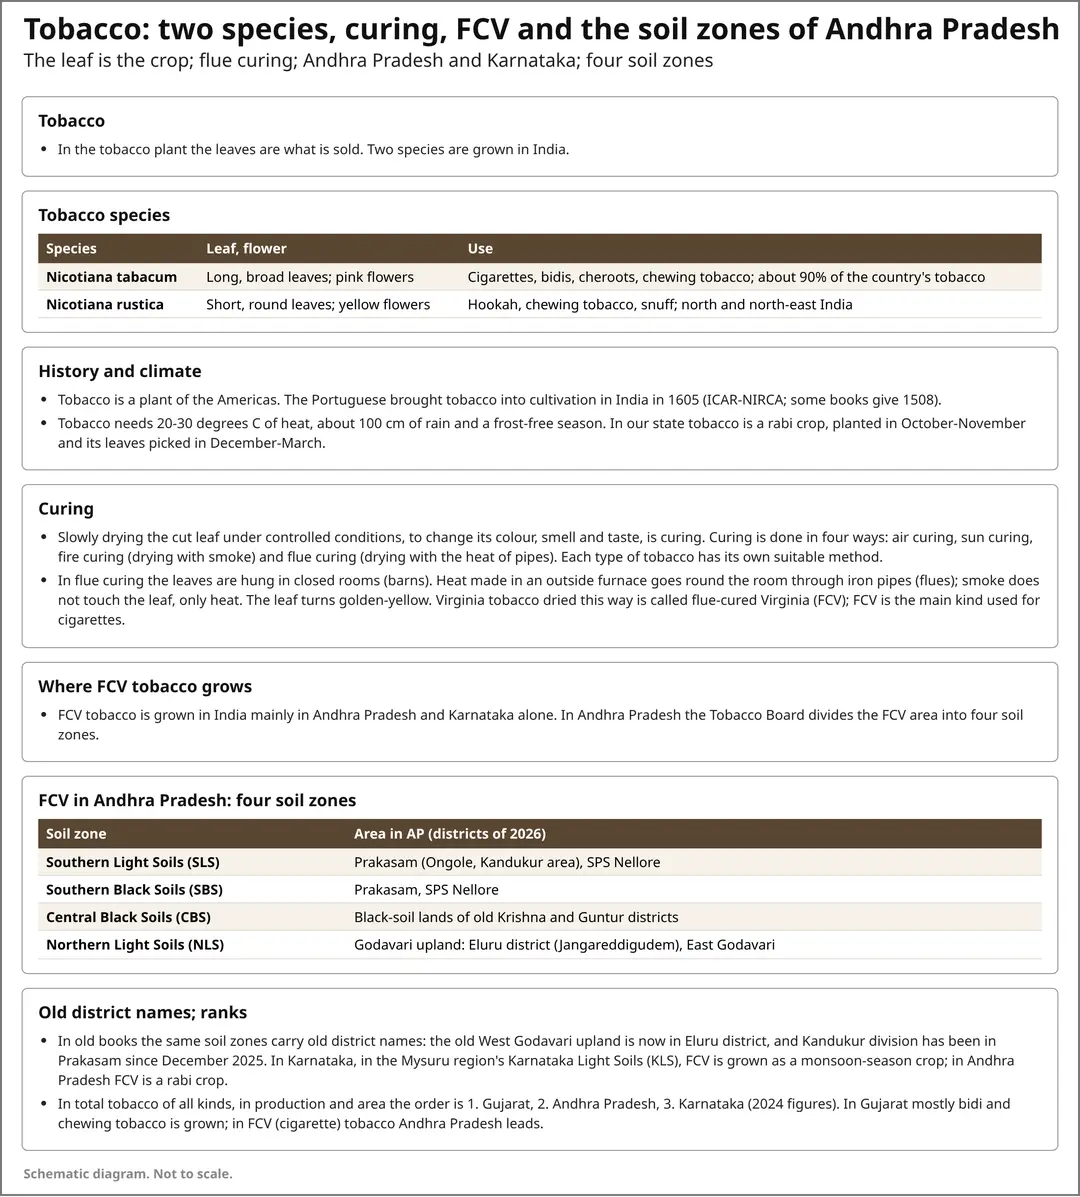 Tobacco: two species, curing, FCV and the soil zones of Andhra Pradesh
The leaf is the crop; flue curing; Andhra Pradesh and Karnataka; four soil zones
Tobacco
• In the tobacco plant the leaves are what is sold. Two species are grown in India.
Tobacco species
Species Leaf, flower Use
Nicotiana tabacum Long, broad leaves; pink flowers Cigarettes, bidis, cheroots, chewing tobacco; about 90% of the country's tobacco
Nicotiana rustica Short, round leaves; yellow flowers Hookah, chewing tobacco, snuff; north and north-east India
History and climate
• Tobacco is a plant of the Americas. The Portuguese brought tobacco into cultivation in India in 1605 (ICAR-NIRCA; some books give 1508).
• Tobacco needs 20-30 degrees C of heat, about 100 cm of rain and a frost-free season. In our state tobacco is a rabi crop, planted in October-November
and its leaves picked in December-March.
Curing
• Slowly drying the cut leaf under controlled conditions, to change its colour, smell and taste, is curing. Curing is done in four ways: air curing, sun curing,
fire curing (drying with smoke) and flue curing (drying with the heat of pipes). Each type of tobacco has its own suitable method.
• In flue curing the leaves are hung in closed rooms (barns). Heat made in an outside furnace goes round the room through iron pipes (flues); smoke does
not touch the leaf, only heat. The leaf turns golden-yellow. Virginia tobacco dried this way is called flue-cured Virginia (FCV); FCV is the main kind used for
cigarettes.
Where FCV tobacco grows
• FCV tobacco is grown in India mainly in Andhra Pradesh and Karnataka alone. In Andhra Pradesh the Tobacco Board divides the FCV area into four soil
zones.
FCV in Andhra Pradesh: four soil zones
Soil zone Area in AP (districts of 2026)
Southern Light Soils (SLS) Prakasam (Ongole, Kandukur area), SPS Nellore
Southern Black Soils (SBS) Prakasam, SPS Nellore
Central Black Soils (CBS) Black-soil lands of old Krishna and Guntur districts
Northern Light Soils (NLS) Godavari upland: Eluru district (Jangareddigudem), East Godavari
Old district names; ranks
• In old books the same soil zones carry old district names: the old West Godavari upland is now in Eluru district, and Kandukur division has been in
Prakasam since December 2025. In Karnataka, in the Mysuru region's Karnataka Light Soils (KLS), FCV is grown as a monsoon-season crop; in Andhra
Pradesh FCV is a rabi crop.
• In total tobacco of all kinds, in production and area the order is 1. Gujarat, 2. Andhra Pradesh, 3. Karnataka (2024 figures). In Gujarat mostly bidi and
chewing tobacco is grown; in FCV (cigarette) tobacco Andhra Pradesh leads.
Schematic diagram. Not to scale.